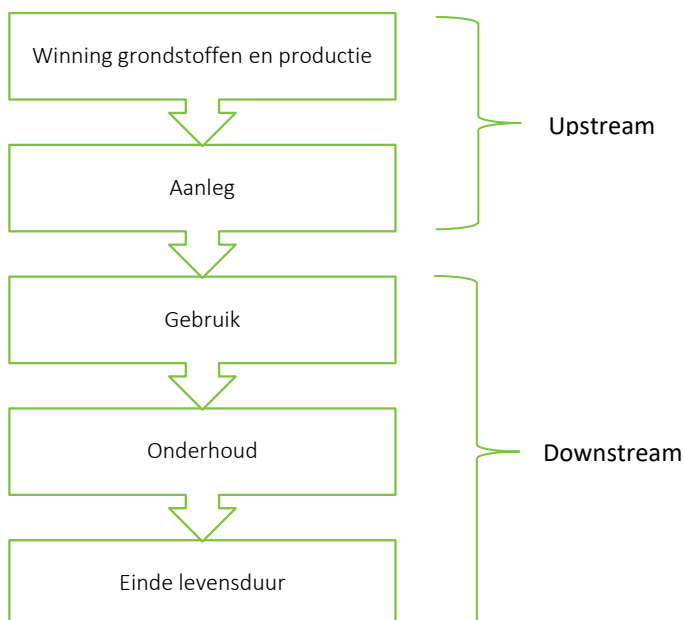 Winning grondstoffen en productie
Upstream
Aanleg
Gebruik
Onderhoud
Downstream
Einde levensduur